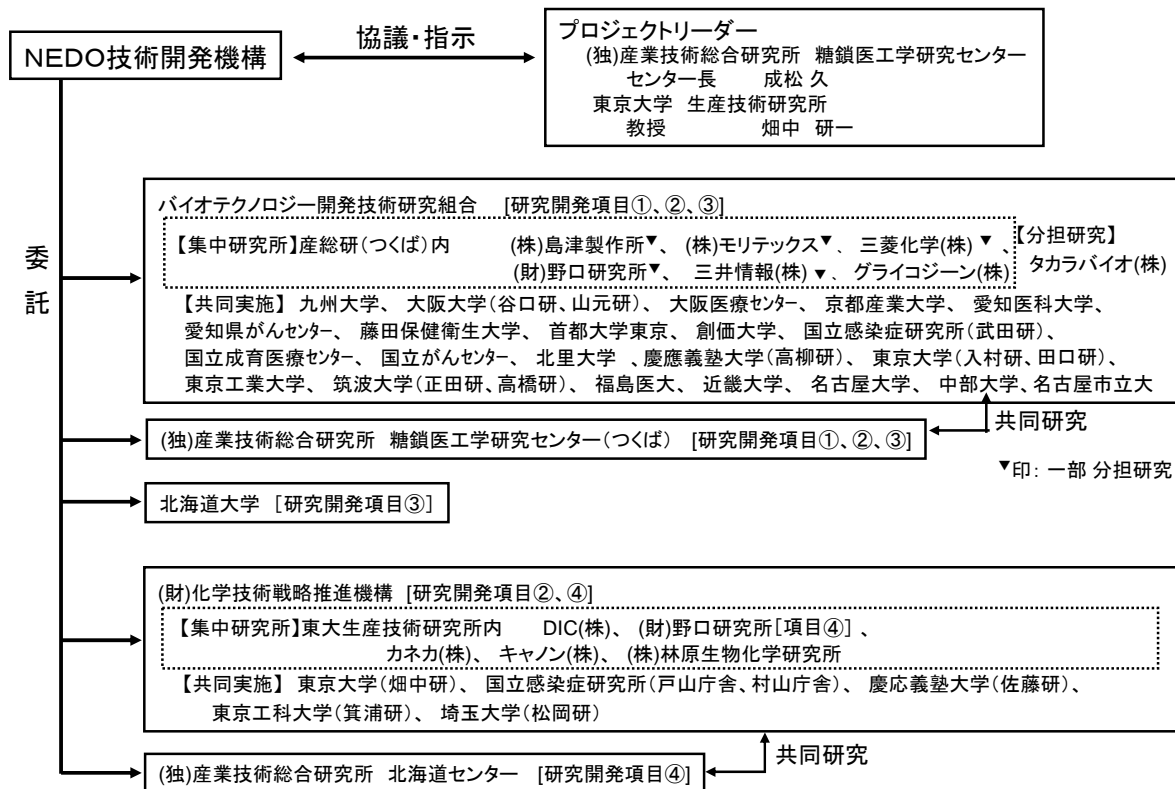 NEDO技術開発機構
協議・指示
プロジェクトリーダー
(独)産業技術総合研究所 糖鎖医工学研究センター
センター長 成松 久
東京大学 生産技術研究所
教授 畑中 研一
委託
バイオテクノロジー開発技術研究組合 [研究開発項目①、②、③]
【集中研究所】産総研(つくば)内 (株)島津製作所▼、 (株)モリテックス▼、 三菱化学(株)▼、
(財)野口研究所▼、 三井情報(株)▼、 グライコジーン(株)
【分担研究】
タカラバイオ(株)
【共同実施】 九州大学、 大阪大学(谷口研、山元研)、 大阪医療センター、 京都産業大学、 愛知医科大学、
愛知県がんセンター、 藤田保健衛生大学、 首都大学東京、 創価大学、 国立感染症研究所(武田研)、
国立成育医療センター、 国立がんセンター、 北里大学 、慶應義塾大学(高柳研)、 東京大学(入村研、田口研)、
東京工業大学、 筑波大学(正田研、高橋研)、 福島医大、 近畿大学、 名古屋大学、 中部大学、名古屋市立大
共同研究
(独)産業技術総合研究所 糖鎖医工学研究センター(つくば) [研究開発項目①、②、③]
▼印: 一部 分担研究
北海道大学 [研究開発項目③]
(財)化学技術戦略推進機構 [研究開発項目②、④]
【集中研究所】東大生産技術研究所内 DIC(株)、 (財)野口研究所[項目④] 、
カネカ(株)、 キャノン(株)、 (株)林原生物化学研究所
【共同実施】 東京大学(畑中研)、 国立感染症研究所(戸山庁舎、村山庁舎)、 慶応義塾大学(佐藤研)、
東京工科大学(箕浦研)、 埼玉大学(松岡研)
共同研究
(独)産業技術総合研究所 北海道センター [研究開発項目④]